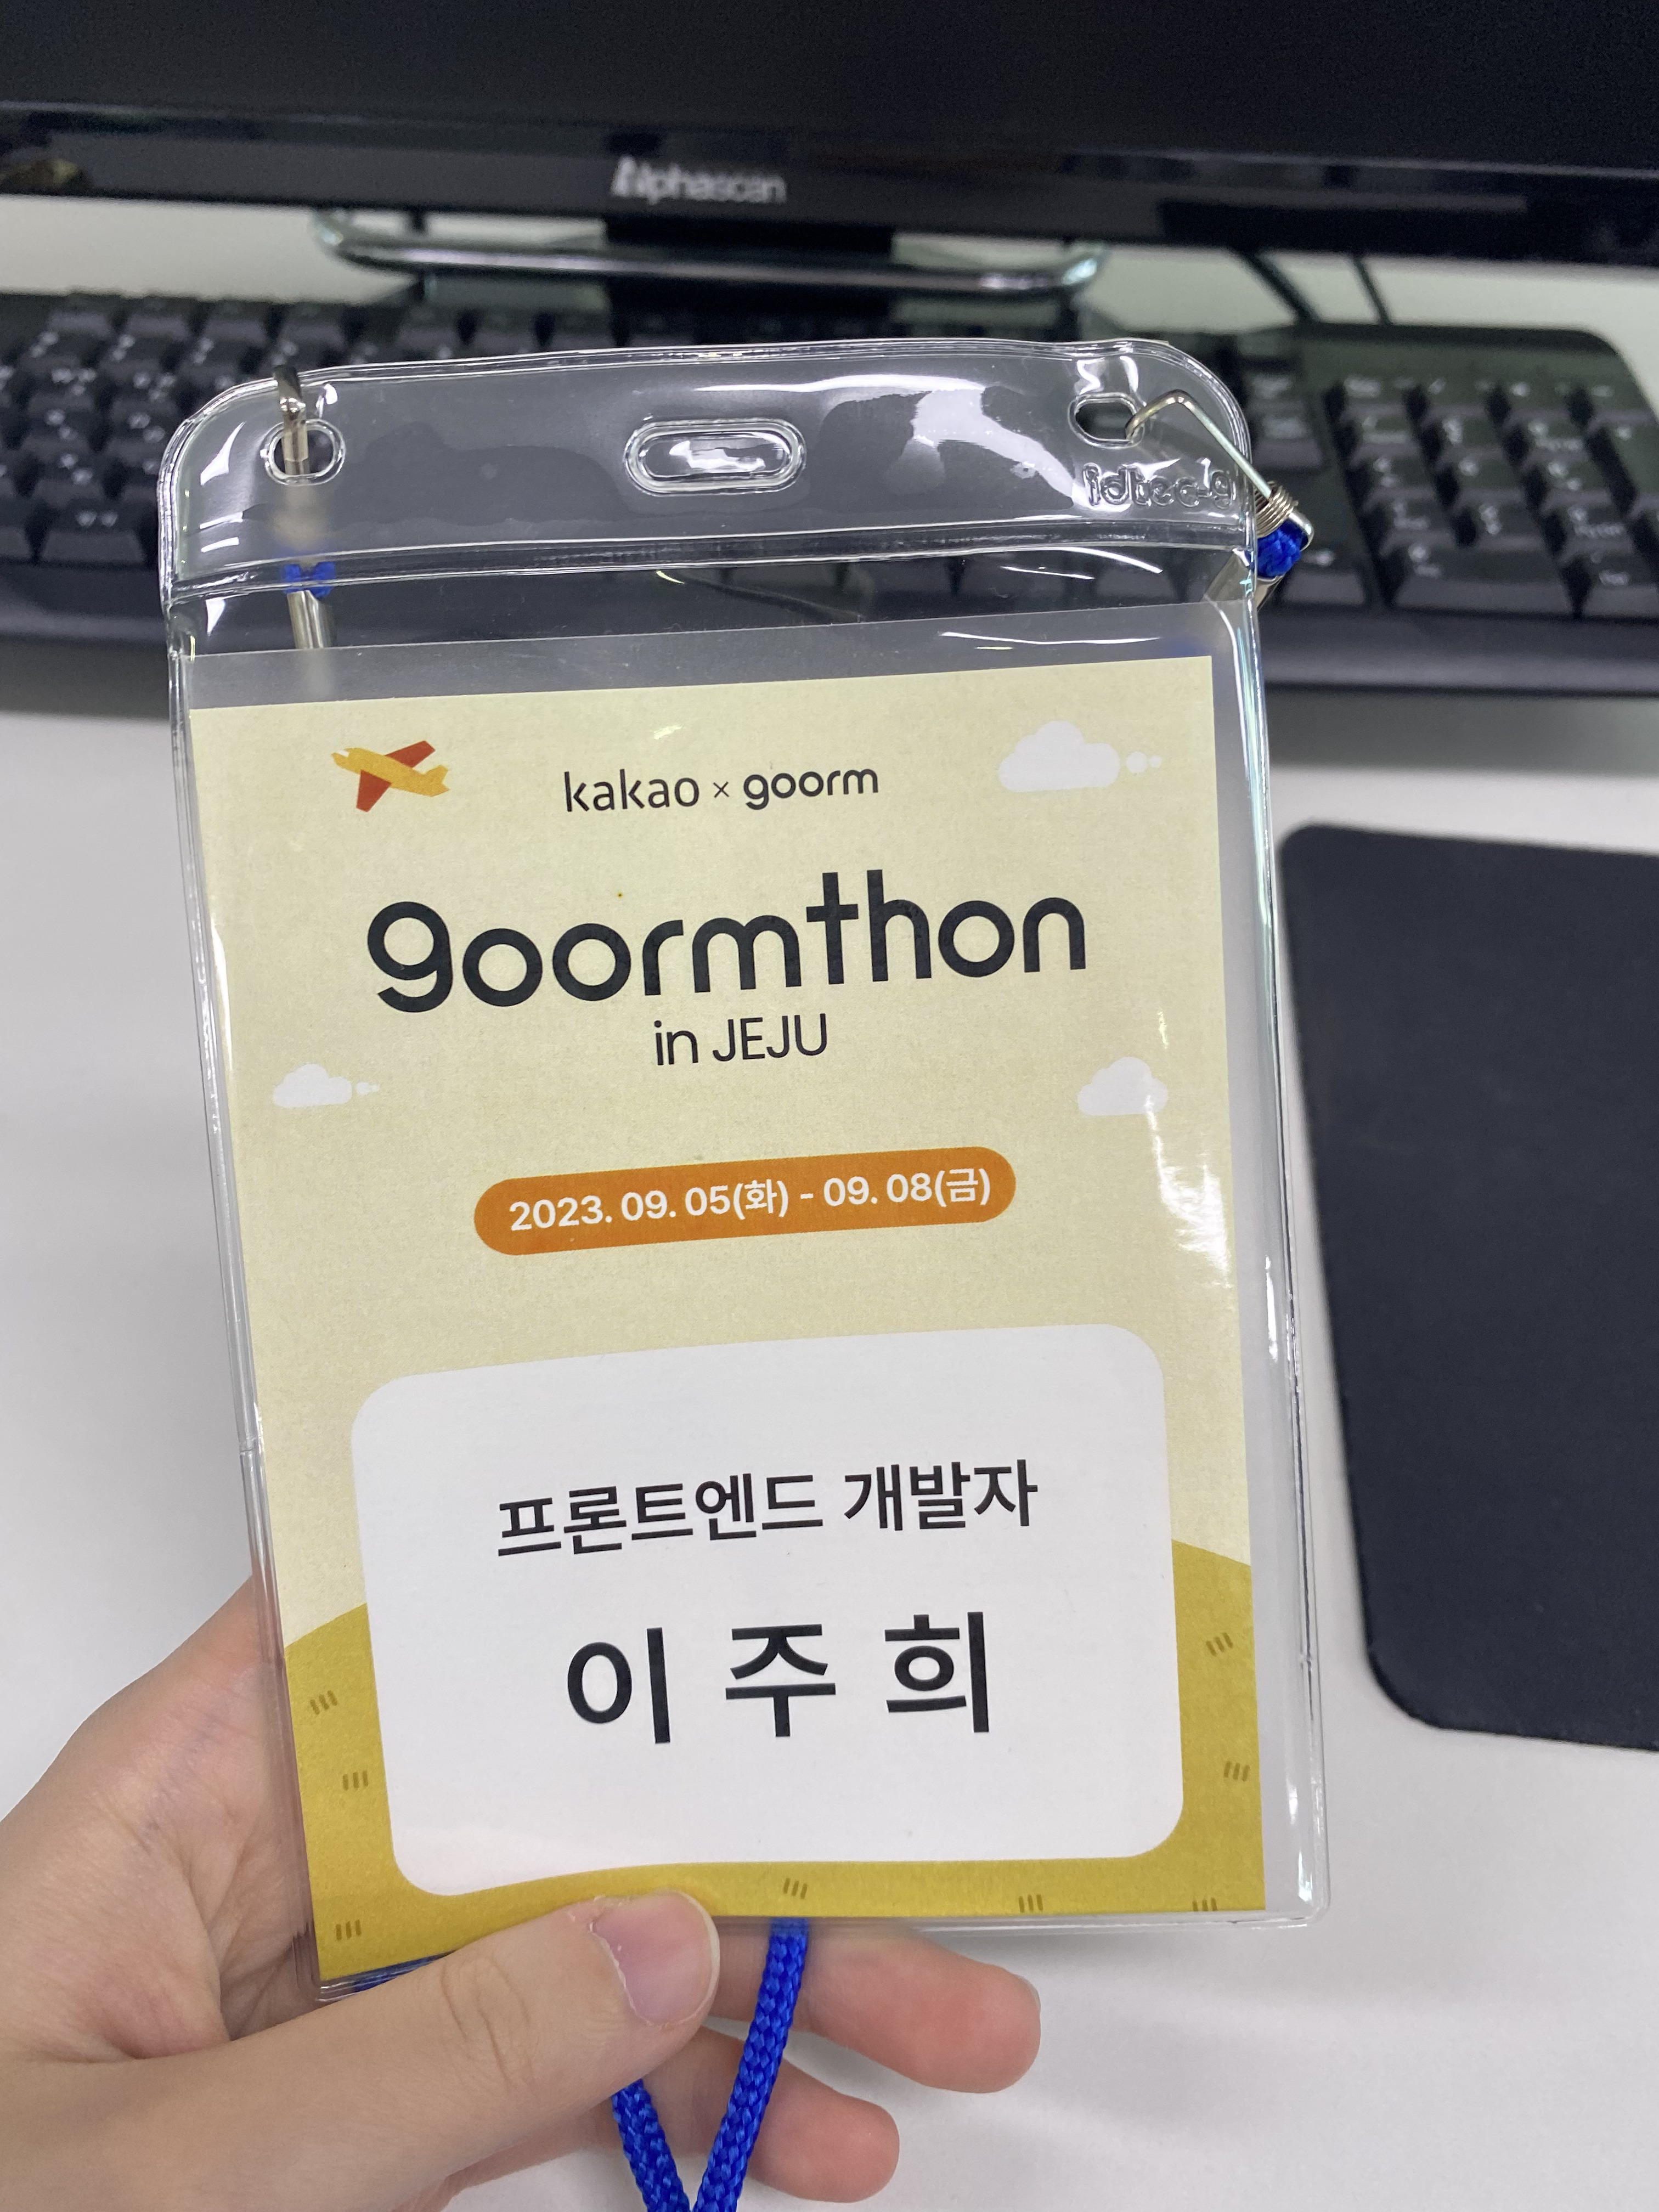 Alphascan
idtec-g
kakao × goorm
goormthon
in JEJU
2023. 09. 05(화) - 09. 08(금)
프론트엔드 개발자
이주희